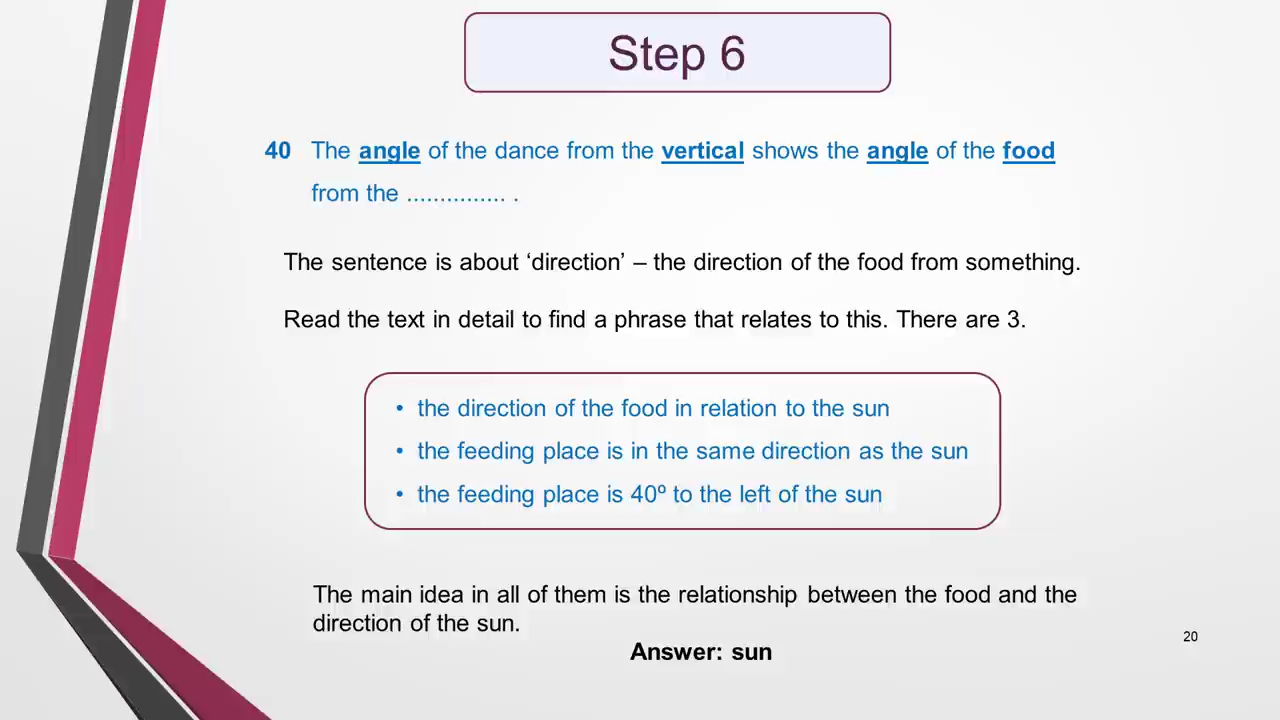 Step 6
40 The angle of the dance from the vertical shows the angle of the food
from the ............... .
The sentence is about ‘direction’ – the direction of the food from something.
Read the text in detail to find a phrase that relates to this. There are 3.
• the direction of the food in relation to the sun
• the feeding place is in the same direction as the sun
• the feeding place is 40º to the left of the sun
The main idea in all of them is the relationship between the food and the
direction of the sun.
Answer: sun
20